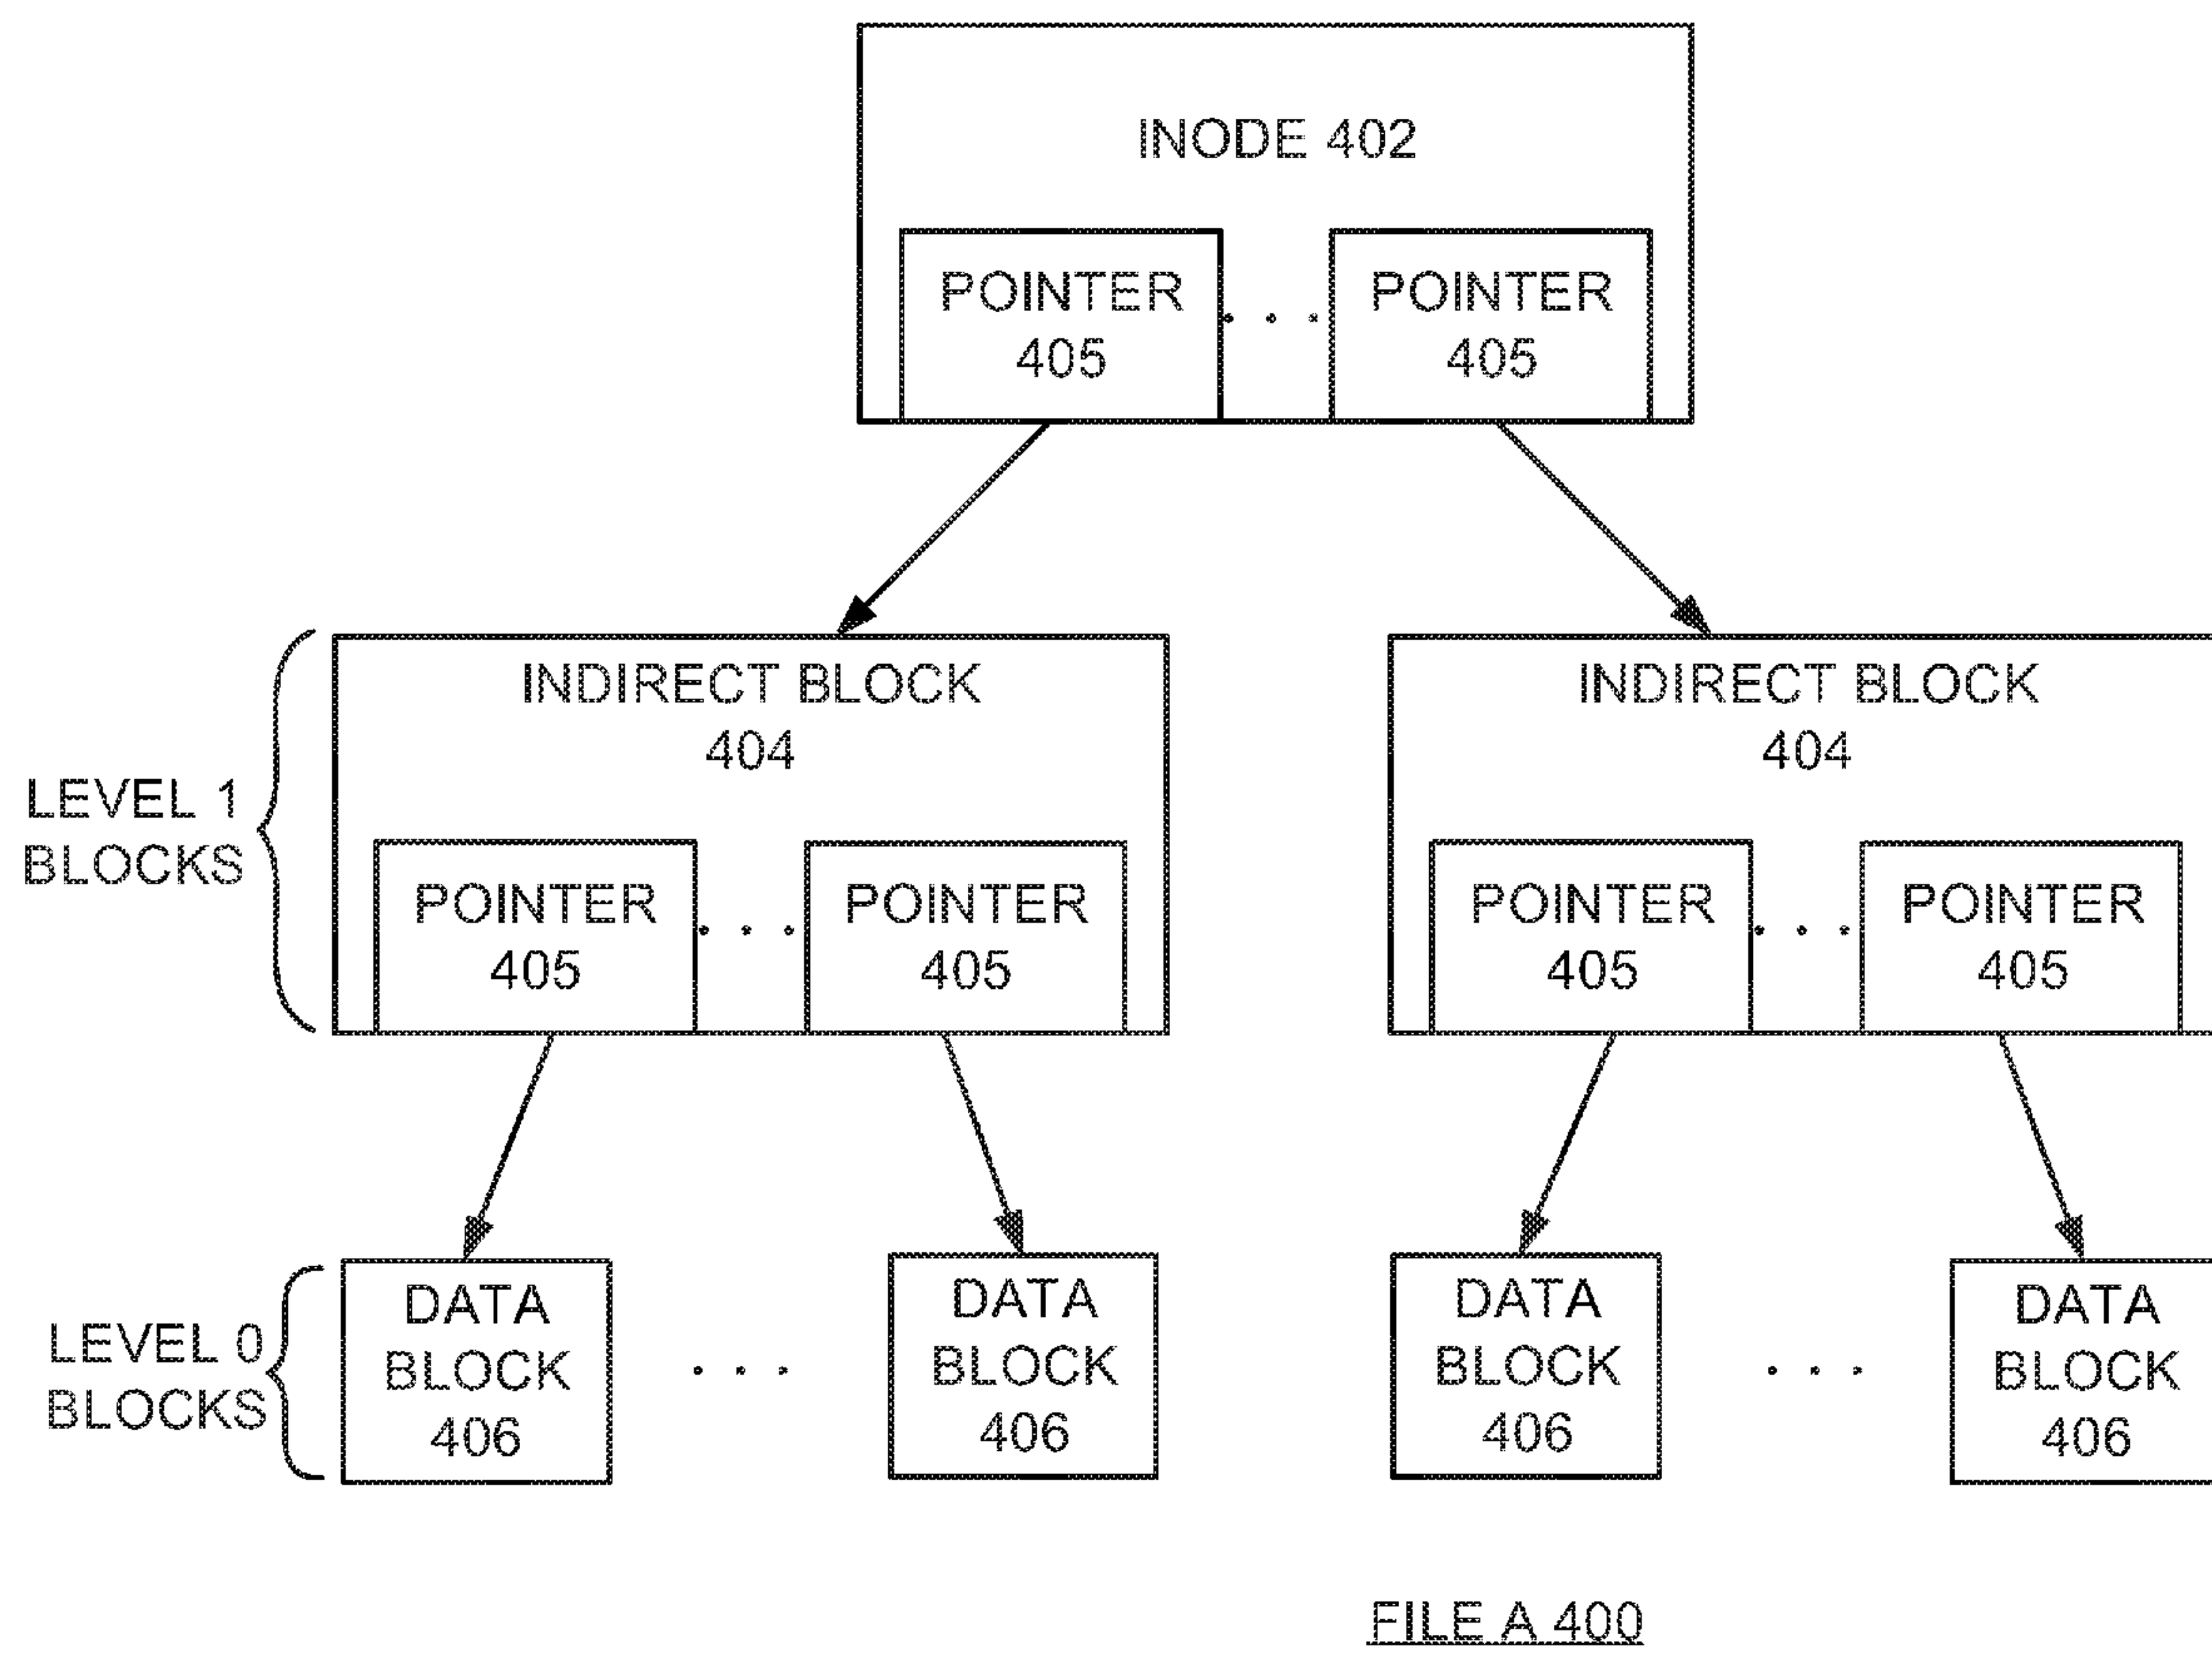 INODE 402
POINTER
405
. . .
POINTER
405
LEVEL 1
BLOCKS
INDIRECT BLOCK
404
POINTER
405
. . .
POINTER
405
INDIRECT BLOCK
404
POINTER
405
. . .
POINTER
405
LEVEL 0
BLOCKS
DATA
BLOCK
406
. . .
DATA
BLOCK
406
DATA
BLOCK
406
. . .
DATA
BLOCK
406
FILE A 400